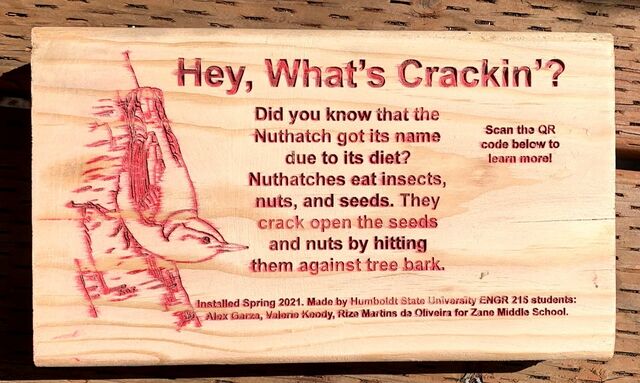 Hey, What's Crackin'?
Did you know that the
Nuthatch got its name
due to its diet?
Nuthatches eat insects,
nuts, and seeds. They
crack open the seeds
and nuts by hitting
them against tree bark.
Scan the QR
code below to
learn more!
Installed Spring 2021. Made by Humboldt State University ENGR 215 students:
Alex Garza, Valerie Keody, Rize Martins de Oliveira for Zane Middle School.